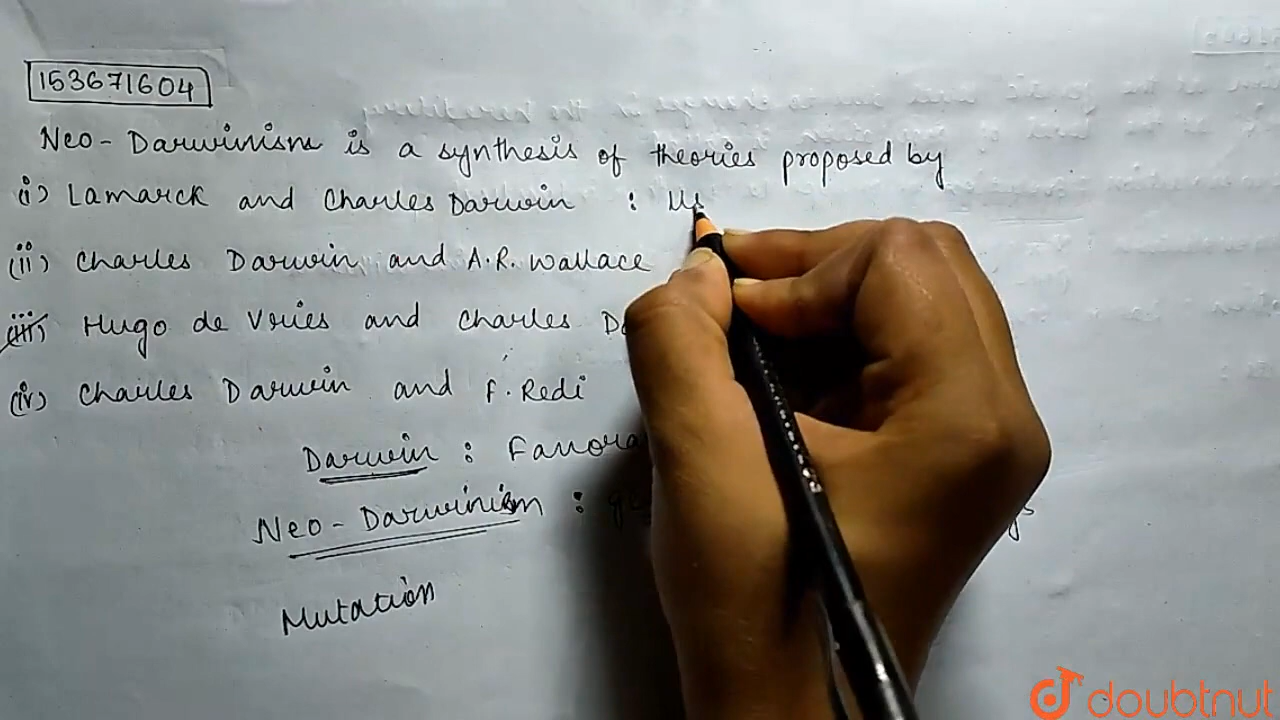 153671604
Neo-Darwinism is a synthesis of theories proposed by
(i) Lamarck and Charles Darwin :
(ii) Charles Darwin and A.R. Wallace
(iii) Hugo de Vries and Charles
(iv) Charles Darwin and F. Redi
Darwin :
Neo-Darwinism :
Mutation
doubtnut